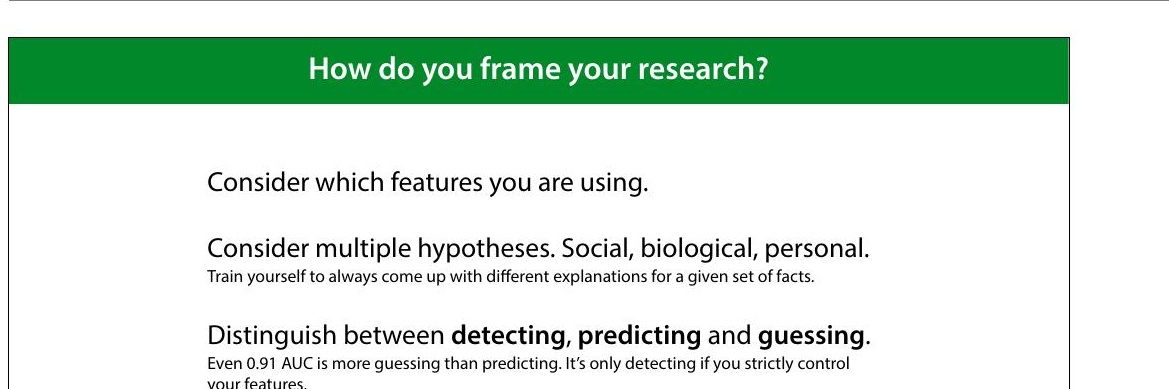 How do you frame your research?
Consider which features you are using.
Consider multiple hypotheses. Social, biological, personal.
Train yourself to always come up with different explanations for a given set of facts.
Distinguish between detecting, predicting and guessing.
Even 0.91 AUC is more guessing than predicting. It’s only detecting if you strictly control
your features.